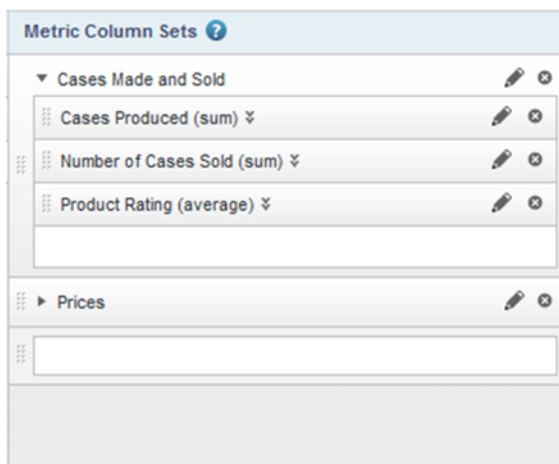 Metric Column Sets ?
Cases Made and Sold
Cases Produced (sum)
Number of Cases Sold (sum)
Product Rating (average)
Prices